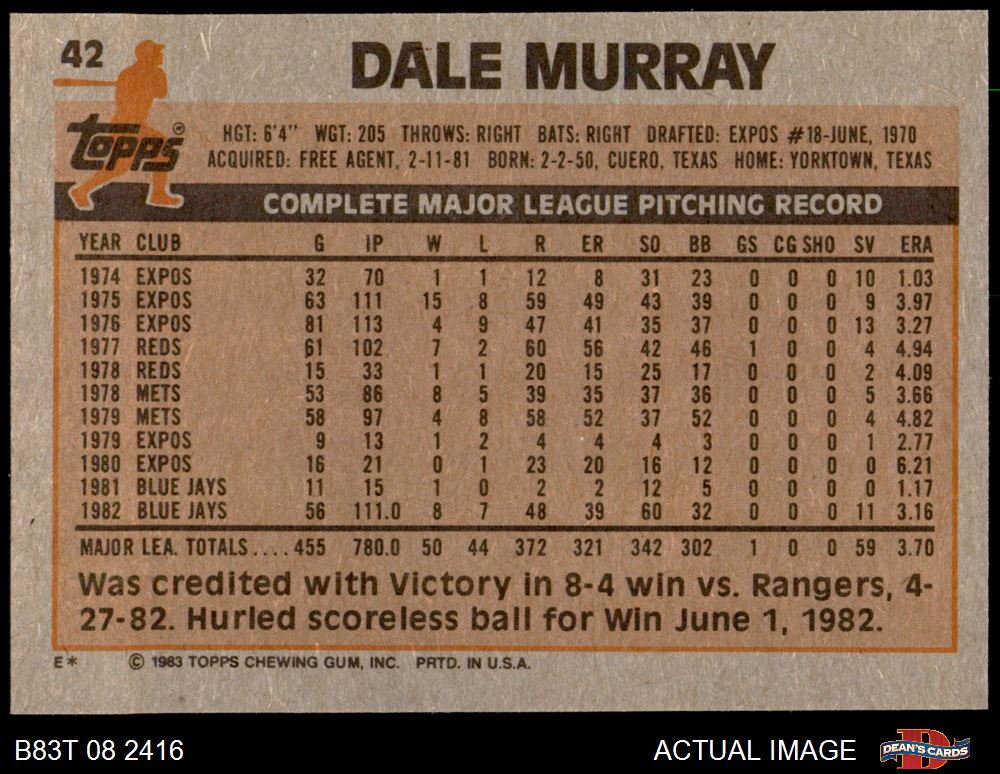 42 DALE MURRAY
topps®
HGT: 6'4" WGT: 205 THROWS: RIGHT BATS: RIGHT DRAFTED: EXPOS #18-JUNE, 1970
ACQUIRED: FREE AGENT, 2-11-81 BORN: 2-2-50, CUERO, TEXAS HOME: YORKTOWN, TEXAS
COMPLETE MAJOR LEAGUE PITCHING RECORD
YEAR CLUB G IP W L R ER SO BB GS CG SHO SV ERA
1974 EXPOS 32 70 1 1 12 8 31 23 0 0 0 10 1.03
1975 EXPOS 63 111 15 8 59 49 43 39 0 0 0 9 3.97
1976 EXPOS 81 113 4 9 47 41 35 37 0 0 0 13 3.27
1977 REDS 61 102 7 2 60 56 42 46 1 0 0 4 4.94
1978 REDS 15 33 1 1 20 15 25 17 0 0 0 2 4.09
1978 METS 53 86 8 5 39 35 37 36 0 0 0 5 3.66
1979 METS 58 97 4 8 58 52 37 52 0 0 0 4 4.82
1979 EXPOS 9 13 1 2 4 4 4 3 0 0 0 1 2.77
1980 EXPOS 16 21 0 1 23 20 16 12 0 0 0 0 6.21
1981 BLUE JAYS 11 15 1 0 2 2 12 5 0 0 0 0 1.17
1982 BLUE JAYS 56 111.0 8 7 48 39 60 32 0 0 0 11 3.16
MAJOR LEA. TOTALS.... 455 780.0 50 44 372 321 342 302 1 0 0 59 3.70
Was credited with Victory in 8-4 win vs. Rangers, 4-
27-82. Hurled scoreless ball for Win June 1, 1982.
E* © 1983 TOPPS CHEWING GUM, INC. PRTD. IN U.S.A.
B83T 08 2416 ACTUAL IMAGE DEAN'S CARDS